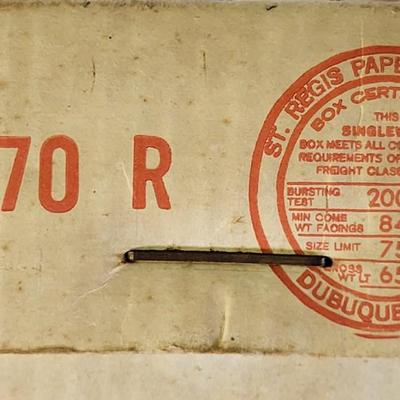 70 R
ST. REGIS PAPE
BOX CERT
THIS
SINGLEW
BOX MEETS ALL C
REQUIREMENTS OF
FREIGHT CLASS
BURSTING TEST 200
MIN COMB WT FACINGS 84
SIZE LIMIT 75
GROSS WT LT 65
DUBUQUE